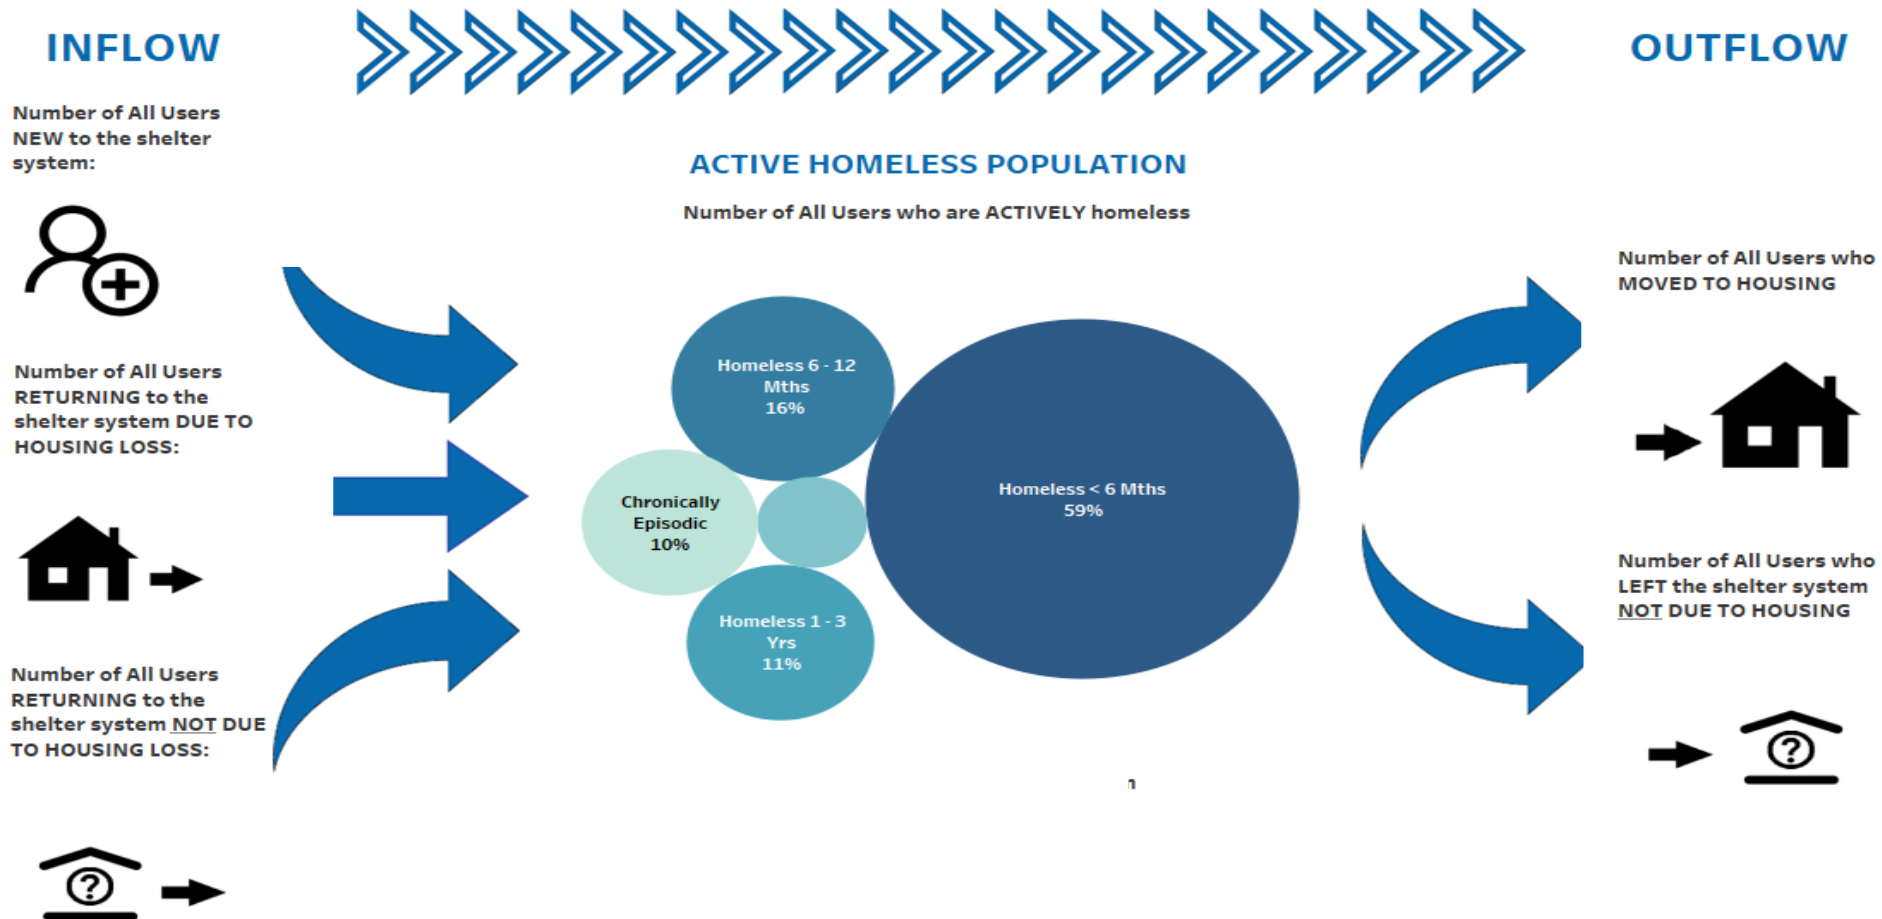 INFLOW
Number of All Users
NEW to the shelter
system:
Number of All Users
RETURNING to the
shelter system DUE TO
HOUSING LOSS:
Number of All Users
RETURNING to the
shelter system NOT DUE
TO HOUSING LOSS:
?
ACTIVE HOMELESS POPULATION
Number of All Users who are ACTIVELY homeless
Homeless 6 - 12
Mths
16%
Chronically
Episodic
10%
Homeless 1 - 3
Yrs
11%
Homeless < 6 Mths
59%
OUTFLOW
Number of All Users who
MOVED TO HOUSING
Number of All Users who
LEFT the shelter system
NOT DUE TO HOUSING
?